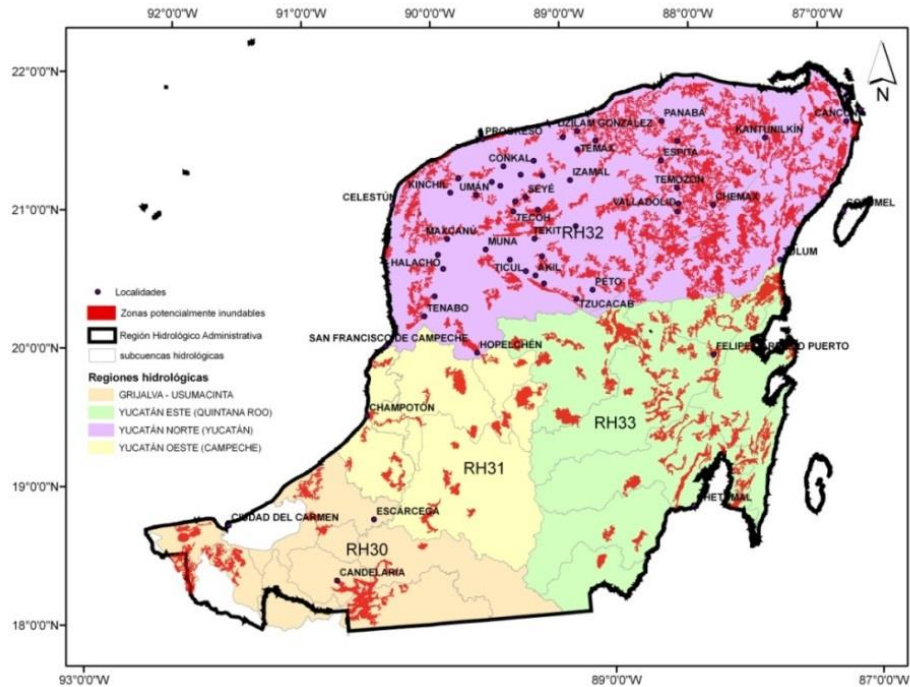 92°0'0"W 91°0'0"W 90°0'0"W 89°0'0"W 88°0'0"W 87°0'0"W
22°0'0"N
21°0'0"N
20°0'0"N
19°0'0"N
18°0'0"N
N
PANABÁ
DZILAM GONZÁLEZ
CANCÚN
PROGRESO
KANTUNILKÍN
TEMAX
CONKAL
ESPITA
IZAMAL
KINCHIL
UMÁN
SEYÉ
TEMOZÓN
CELESTÚN
VALLADOLID
CHEMAX
COZUMEL
TECOH
MAXCANÚ
TEKIT
RH32
MUNA
TULUM
HALACHÓ
TICUL
AKIL
PETO
TZUCACAB
TENABO
SAN FRANCISCO DE CAMPECHE
HOPELCHÉN
FELIPE PUERTO
CHAMPOTÓN
RH33
RH31
HETUMAL
ESCÁRCEGA
CIUDAD DEL CARMEN
RH30
CANDELARIA
Localidades
Zonas potencialmente inundables
Región Hidrológico Administrativa
subcuencas hidrológicas
Regiones hidrológicas
GRIJALVA - USUMACINTA
YUCATÁN ESTE (QUINTANA ROO)
YUCATÁN NORTE (YUCATÁN)
YUCATÁN OESTE (CAMPECHE)
93°0'0"W 89°0'0"W 87°0'0"W